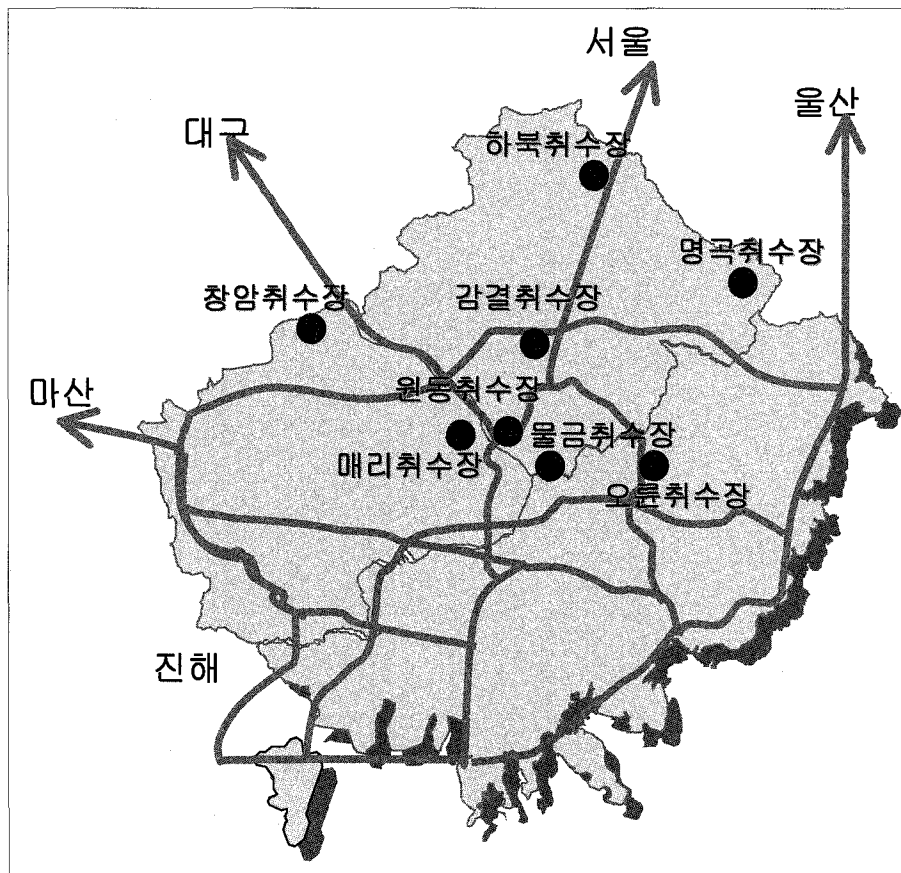 서울
울산
대구
하북취수장
명곡취수장
창암취수장
감결취수장
마산
원동취수장
물금취수장
매리취수장
오륜취수장
진해